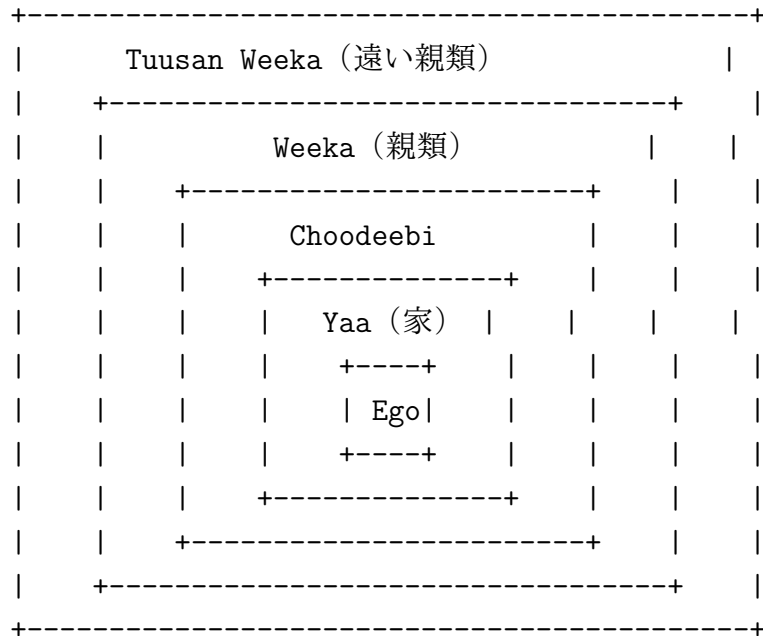 Tuusan Weeka（遠い親類）
Weeka（親類）
Choodeebi
Yaa（家）
Ego